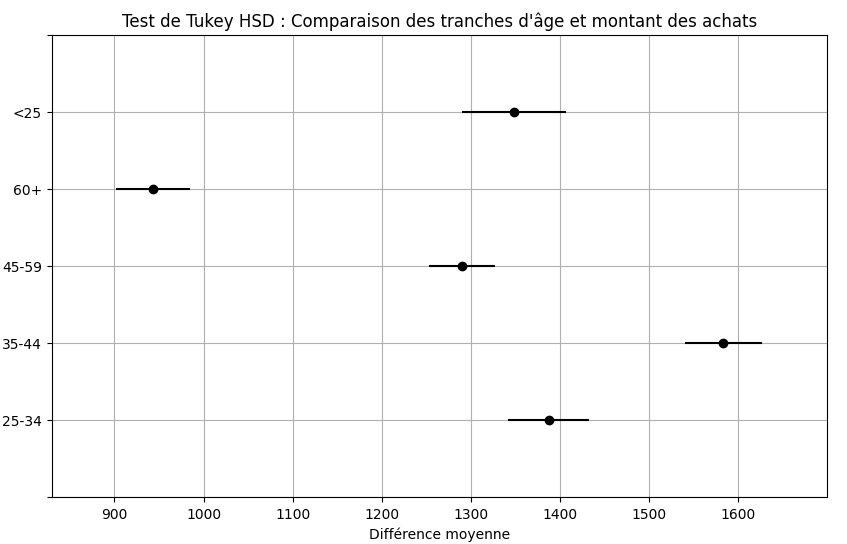 Test de Tukey HSD : Comparaison des tranches d'âge et montant des achats
<25
60+
45-59
35-44
25-34
900 1000 1100 1200 1300 1400 1500 1600
Différence moyenne